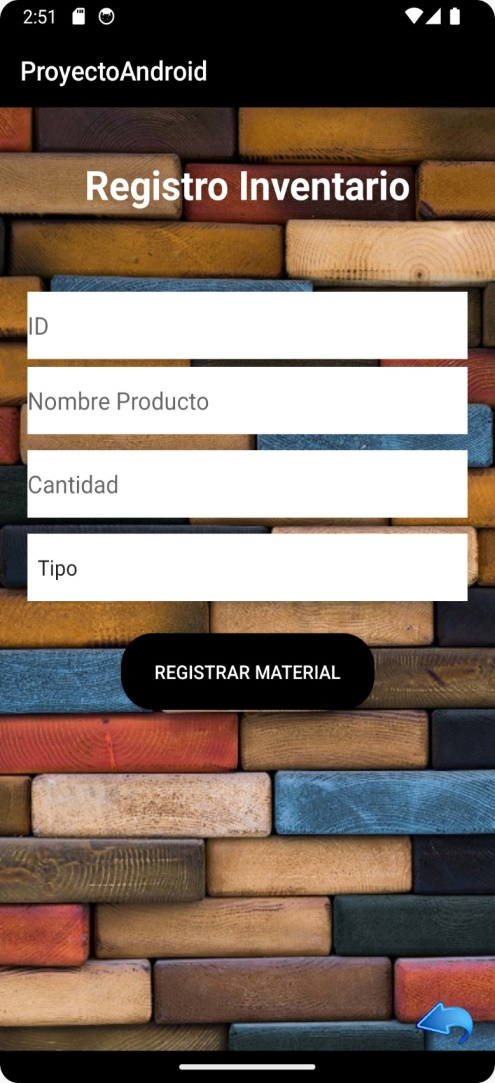 2:51
ProyectoAndroid
Registro Inventario
ID
Nombre Producto
Cantidad
Tipo
REGISTRAR MATERIAL